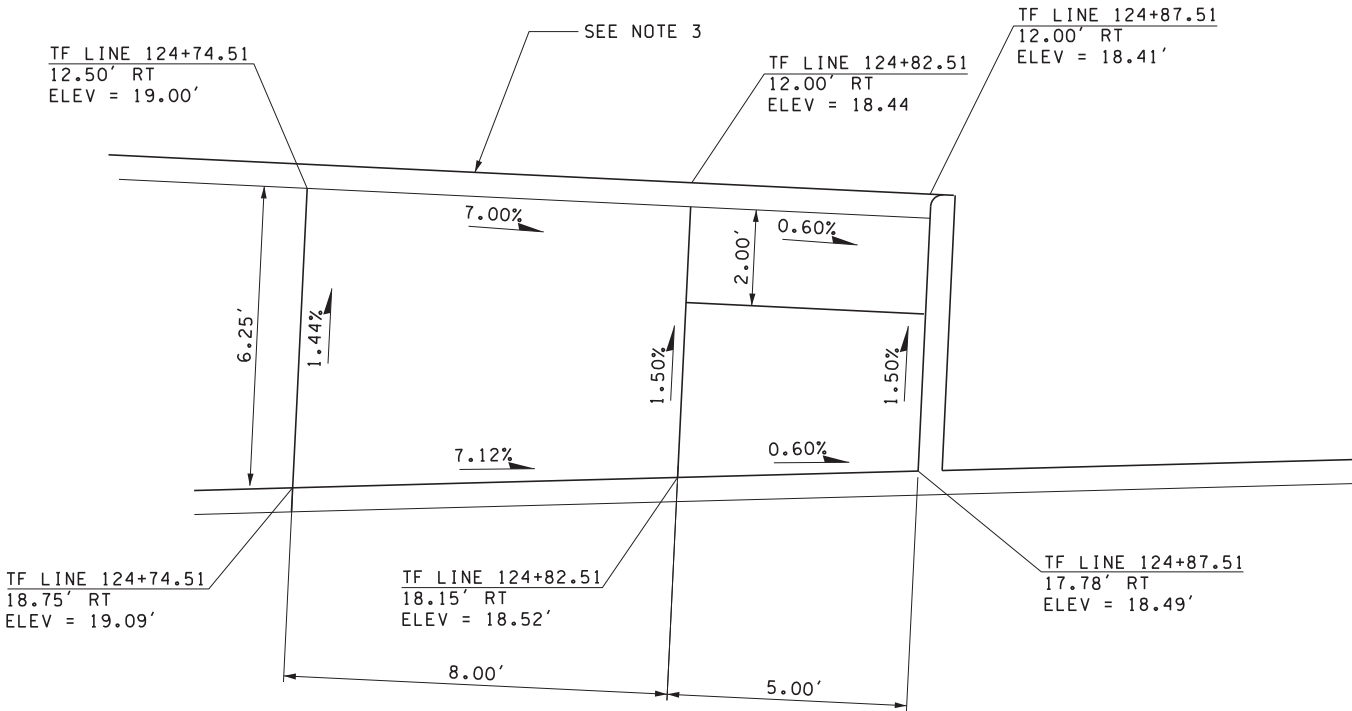 TF LINE 124+87.51
12.00′ RT
ELEV = 18.41′
SEE NOTE 3
TF LINE 124+74.51
12.50′ RT
ELEV = 19.00′
TF LINE 124+82.51
12.00′ RT
ELEV = 18.44
7.00%
0.60%
2.00′
6.25′
1.44%
1.50%
1.50%
7.12%
0.60%
TF LINE 124+74.51
18.75′ RT
ELEV = 19.09′
TF LINE 124+82.51
18.15′ RT
ELEV = 18.52′
TF LINE 124+87.51
17.78′ RT
ELEV = 18.49′
8.00′
5.00′